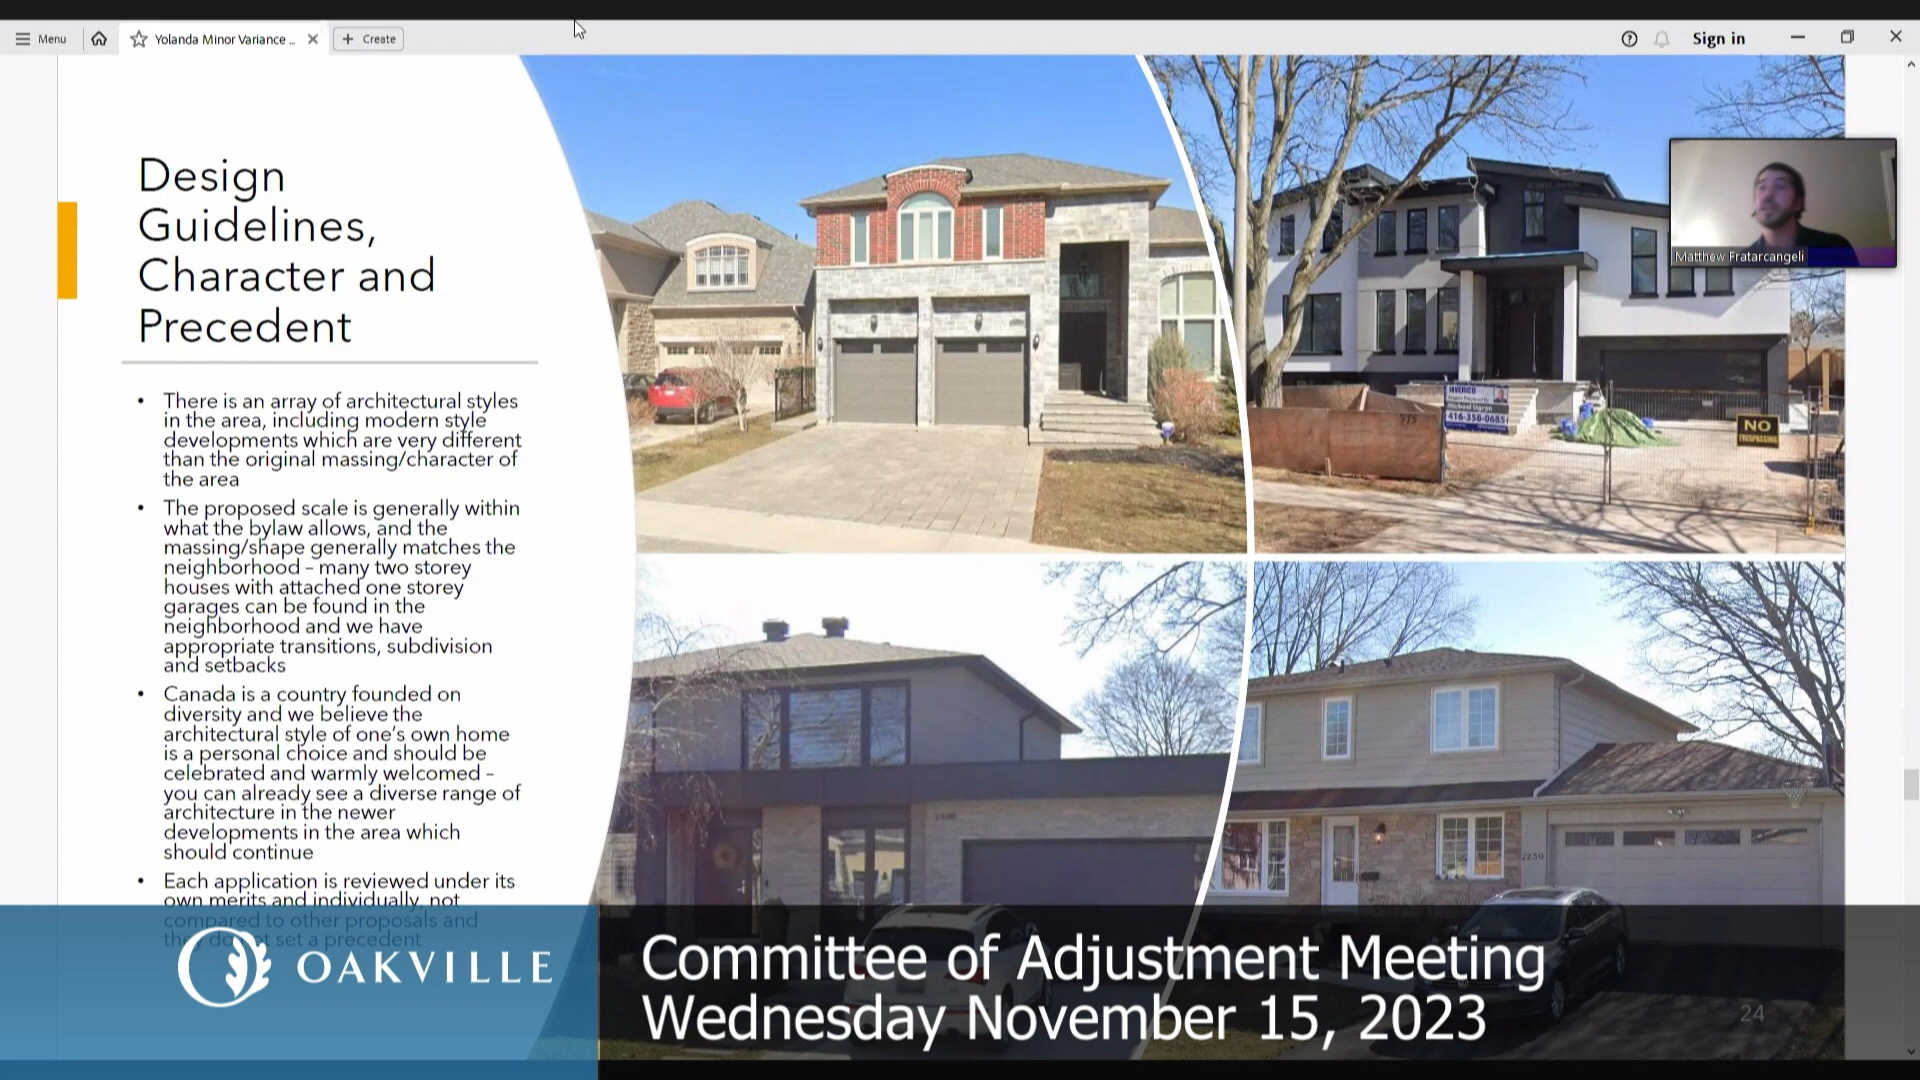 Menu
Yolanda Minor Variance ...
Create
Sign in
Design
Guidelines,
Character and
Precedent
• There is an array of architectural styles
in the area, including modern style
developments which are very different
than the original massing/character of
the area
• The proposed scale is generally within
what the bylaw allows, and the
massing/shape generally matches the
neighborhood – many two storey
houses with attached one storey
garages can be found in the
neighborhood and we have
appropriate transitions, subdivision
and setbacks
• Canada is a country founded on
diversity and we believe the
architectural style of one's own home
is a personal choice and should be
celebrated and warmly welcomed –
you can already see a diverse range of
architecture in the newer
developments in the area which
should continue
• Each application is reviewed under its
own merits and individually, not
compared to other proposals and
they do not set a precedent
Matthew Fratarcangeli
INVERICO
Michael Sigryn
416-358-0685
NO
TRESPASSING
OAKVILLE
Committee of Adjustment Meeting
Wednesday November 15, 2023
24